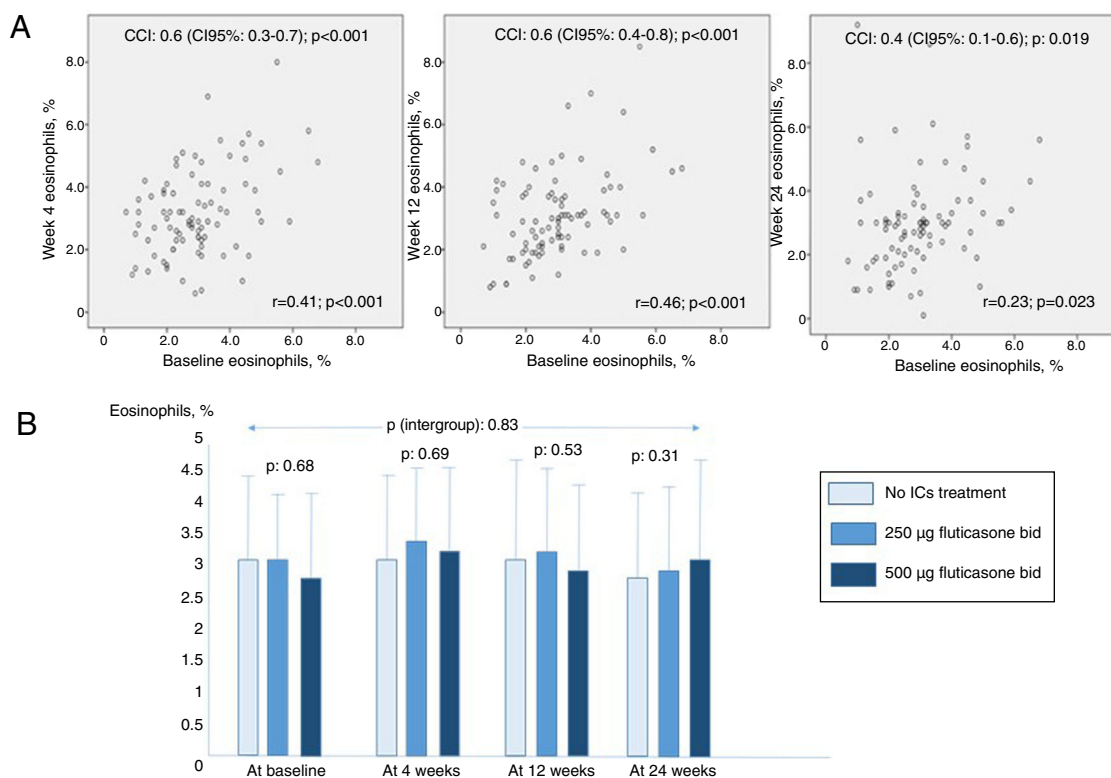 A
CCI: 0.6 (CI95%: 0.3-0.7); p<0.001
Week 4 eosinophils, %
8.0
6.0
4.0
2.0
0
r=0.41; p<0.001
0
2.0
4.0
6.0
8.0
Baseline eosinophils, %
CCI: 0.6 (CI95%: 0.4-0.8); p<0.001
Week 12 eosinophils, %
8.0
6.0
4.0
2.0
0
r=0.46; p<0.001
0
2.0
4.0
6.0
8.0
Baseline eosinophils, %
CCI: 0.4 (CI95%: 0.1-0.6); p: 0.019
Week 24 eosinophils, %
8.0
6.0
4.0
2.0
0
r=0.23; p=0.023
0
2.0
4.0
6.0
8.0
Baseline eosinophils, %
B
Eosinophils, %
5
4.5
4
3.5
3
2.5
2
1.5
1
0.5
0
p (intergroup): 0.83
p: 0.68
p: 0.69
p: 0.53
p: 0.31
At baseline
At 4 weeks
At 12 weeks
At 24 weeks
No ICs treatment
250 µg fluticasone bid
500 µg fluticasone bid